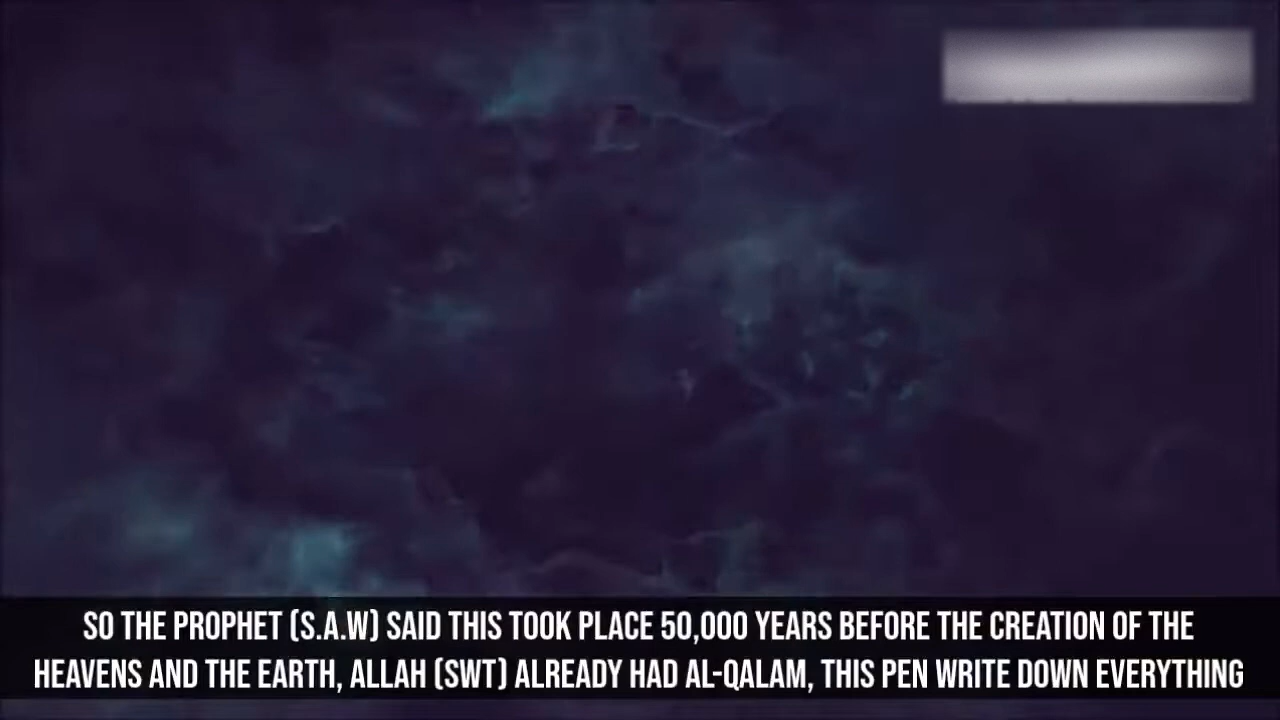 SO THE PROPHET (S.A.W) SAID THIS TOOK PLACE 50,000 YEARS BEFORE THE CREATION OF THE
HEAVENS AND THE EARTH, ALLAH (SWT) ALREADY HAD AL-QALAM, THIS PEN WRITE DOWN EVERYTHING